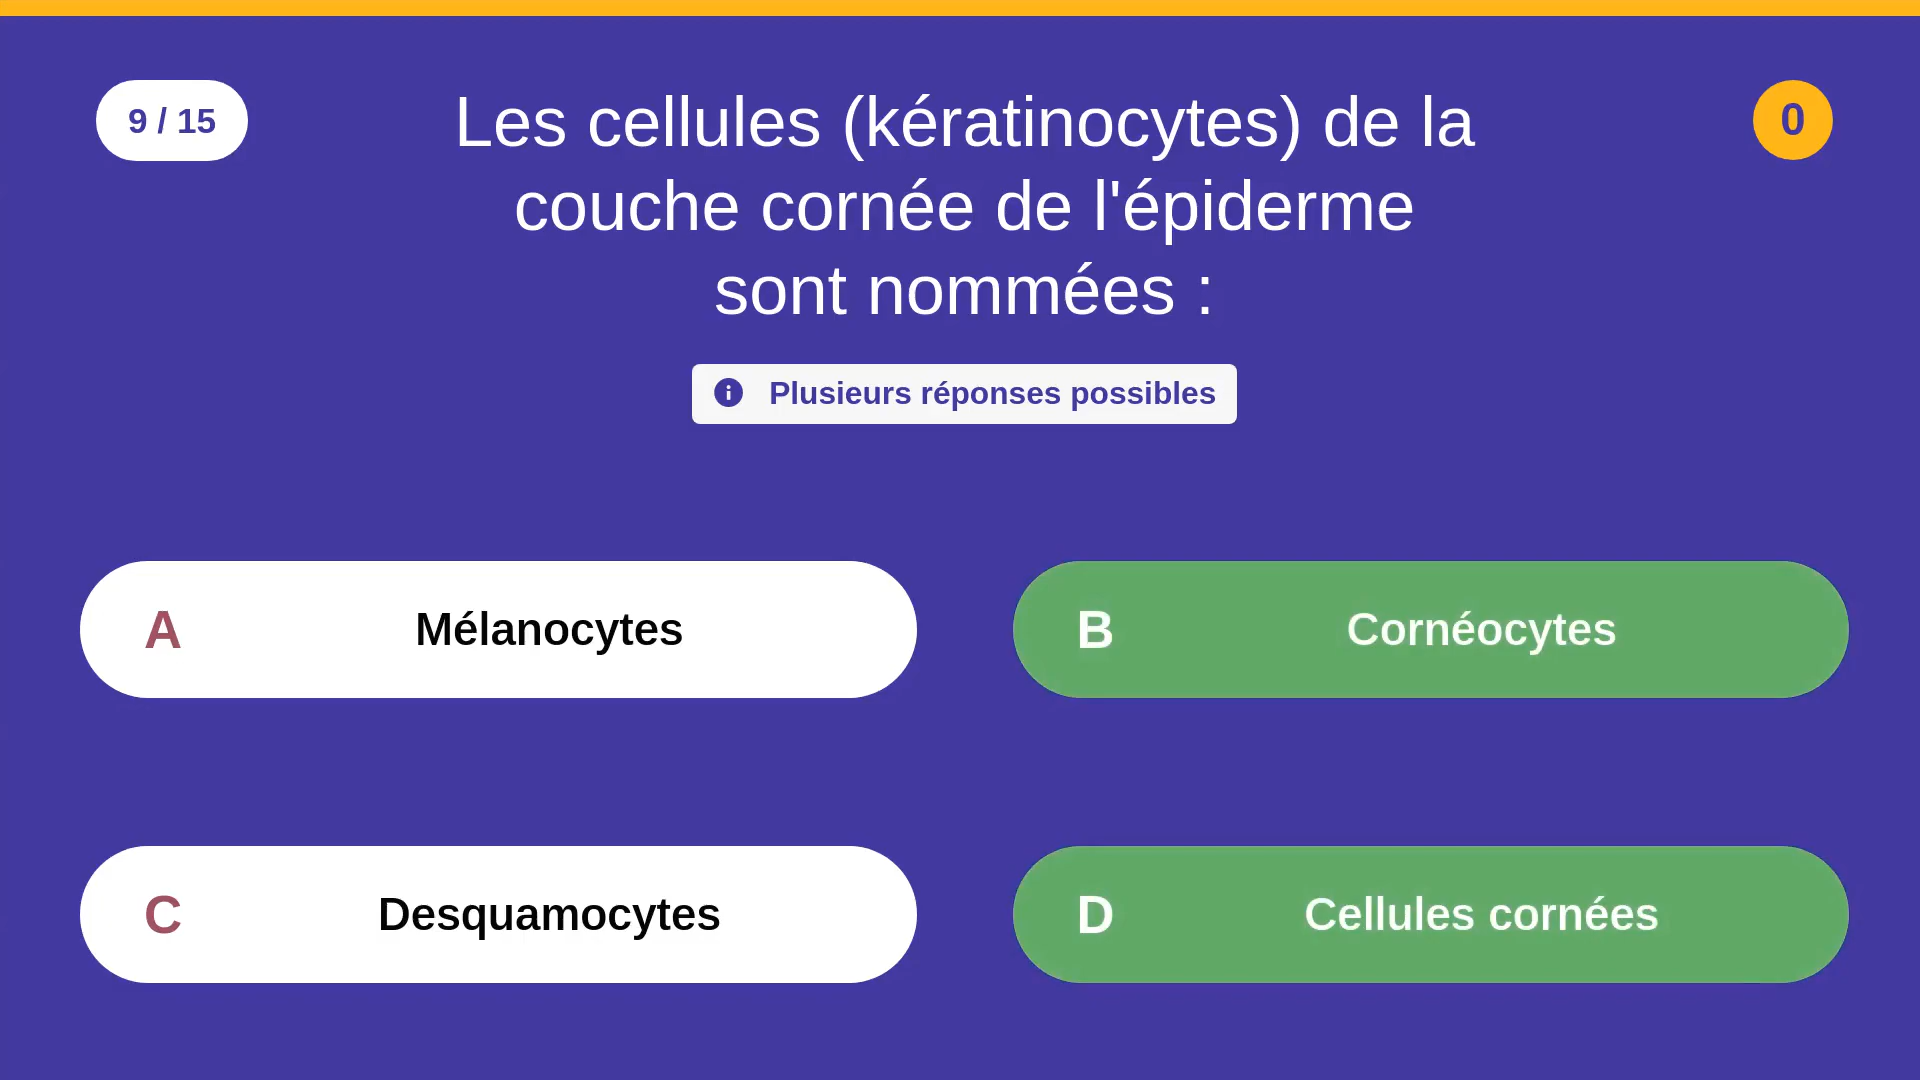 9 / 15
Les cellules (kératinocytes) de la
couche cornée de l'épiderme
sont nommées :
0
Plusieurs réponses possibles
A Mélanocytes
B Cornéocytes
C Desquamocytes
D Cellules cornées